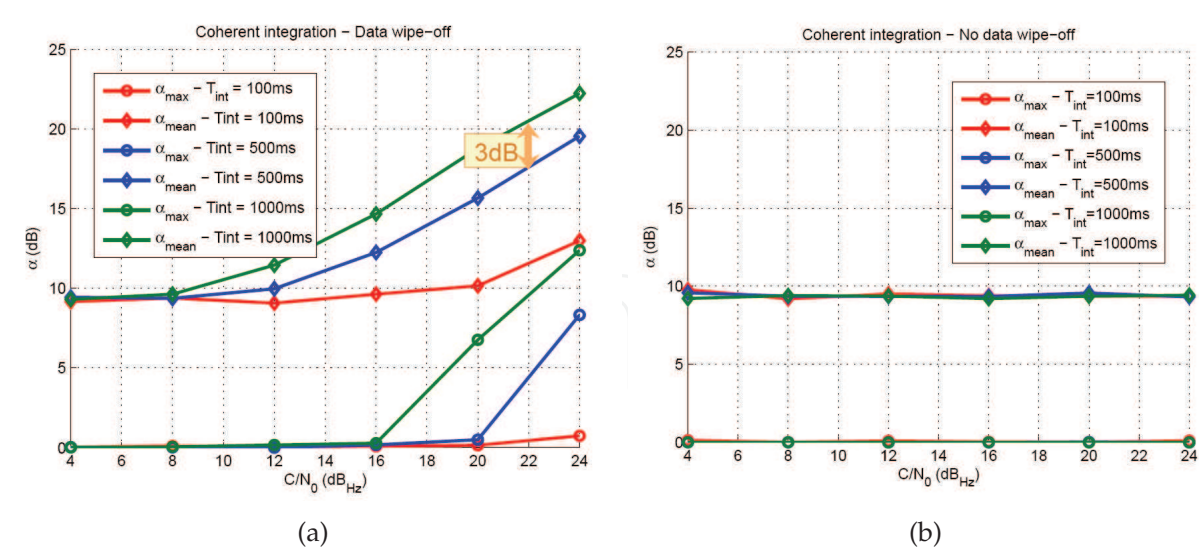 Coherent integration − Data wipe−off
25
20
15
10
5
0
α (dB)
α_max − T_int = 100ms
α_mean − Tint = 100ms
α_max − Tint = 500ms
α_mean − Tint = 500ms
α_max − Tint = 1000ms
α_mean − Tint = 1000ms
3dB
4 6 8 10 12 14 16 18 20 22 24
C/N_0 (dB_Hz)
(a)
Coherent integration − No data wipe−off
25
20
15
10
5
0
α (dB)
α_max − T_int=100ms
α_mean − T_int=100ms
α_max − T_int=500ms
α_mean − T_int=500ms
α_max − T_int=1000ms
α_mean − T_int=1000ms
4 6 8 10 12 14 16 18 20 22 24
C/N_0 (dB_Hz)
(b)